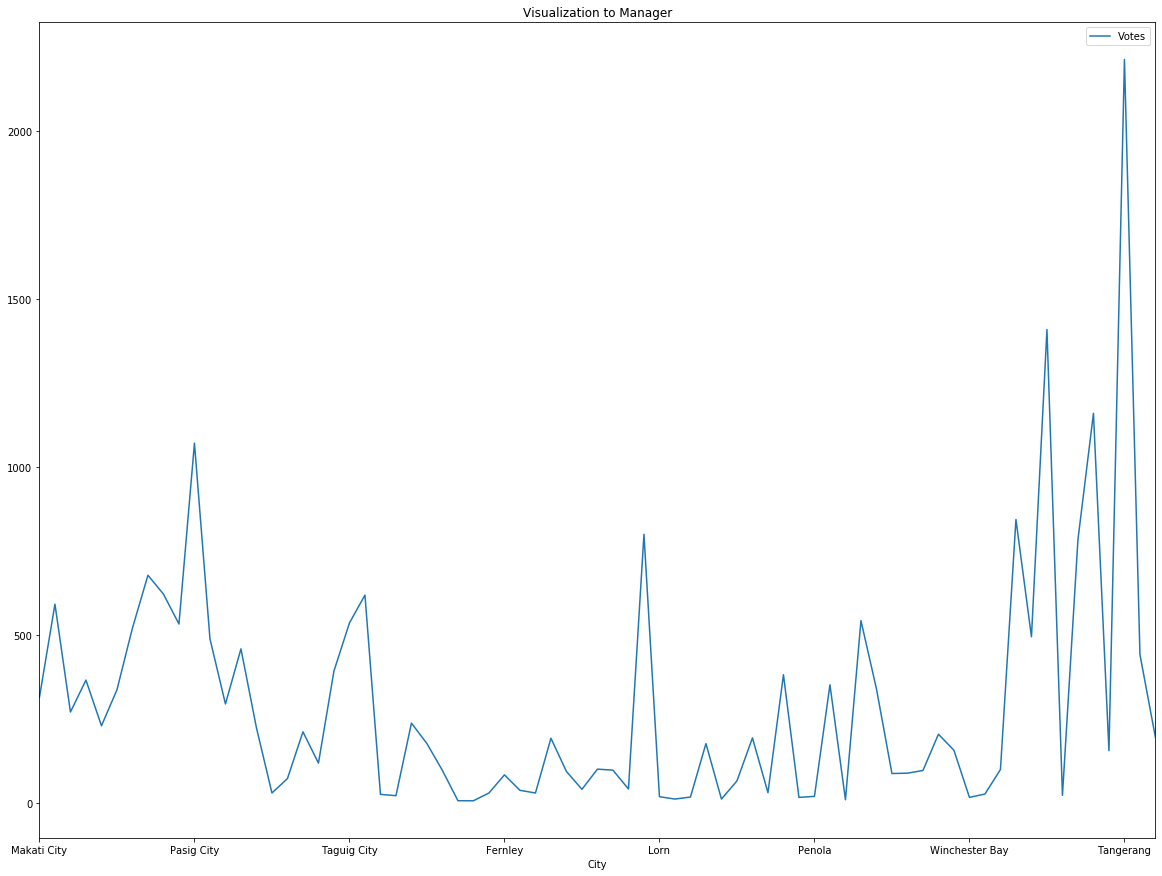 Visualization to Manager
Votes
2000
1500
1000
500
0
Makati City Pasig City Taguig City Fernley Lorn Penola Winchester Bay Tangerang
City